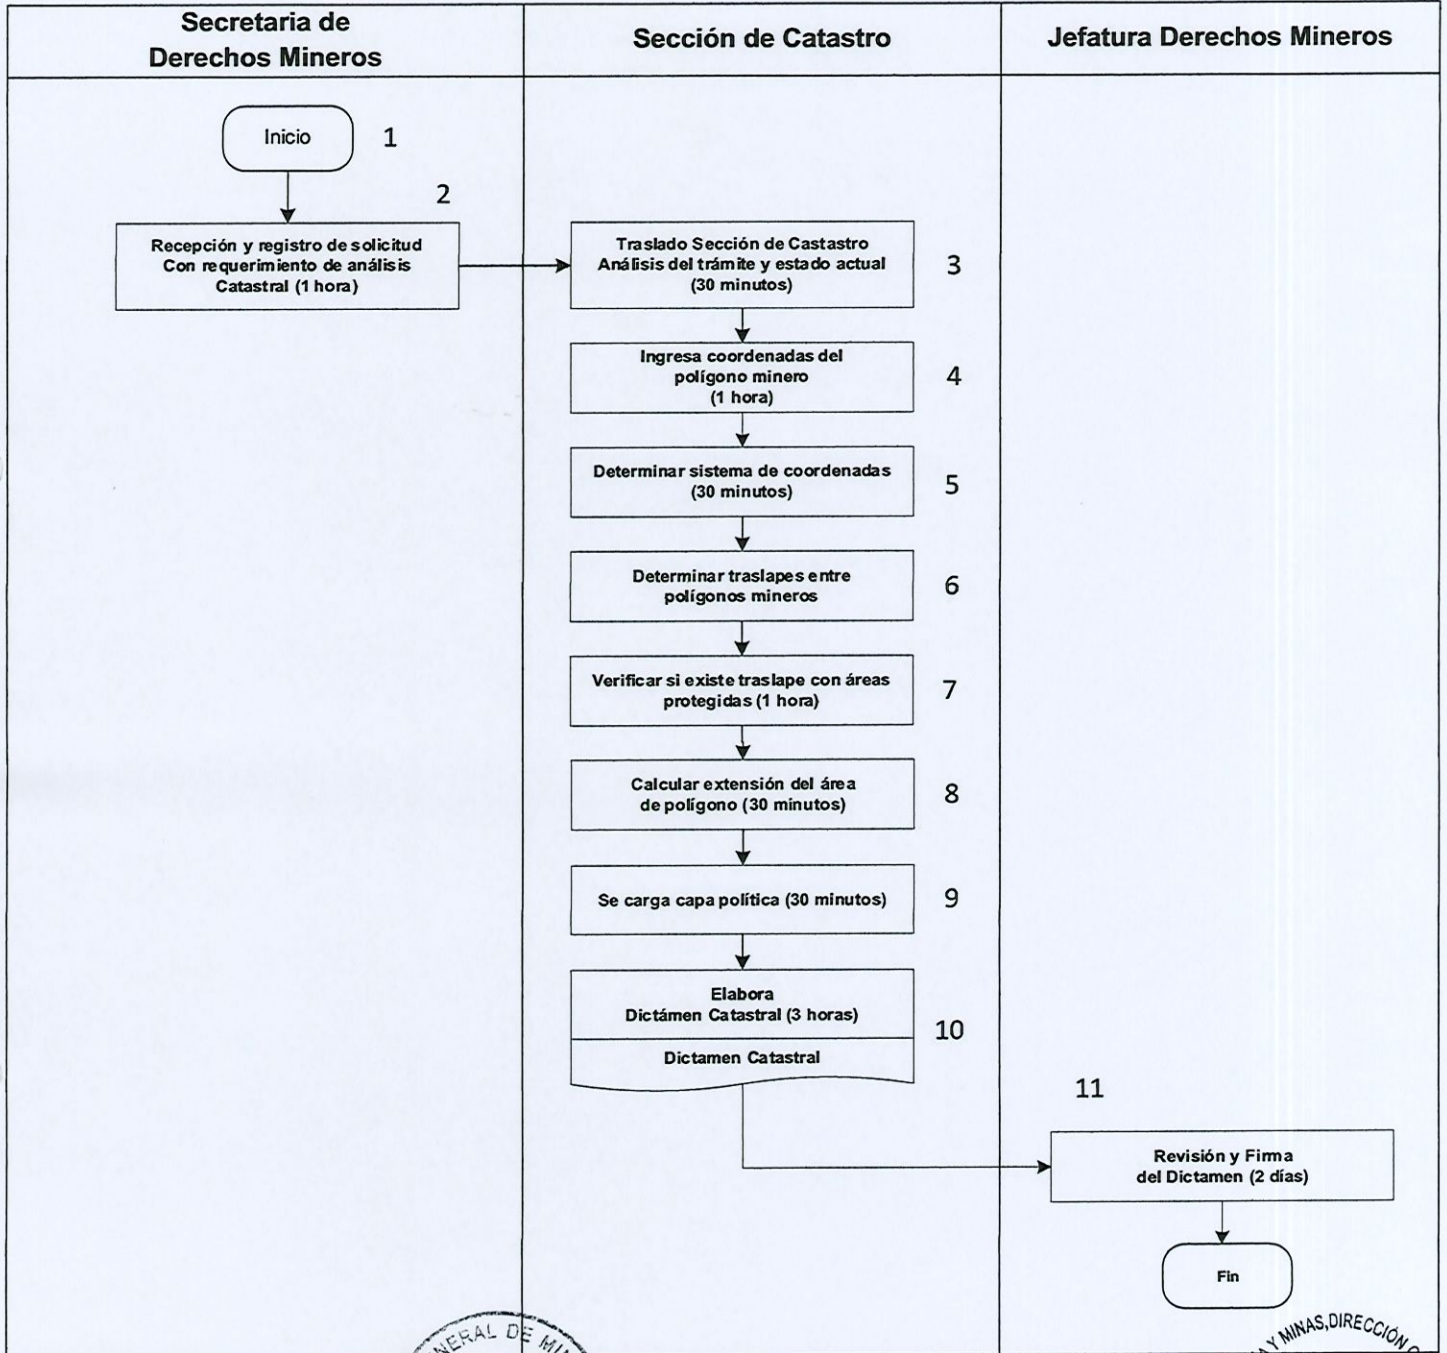 Secretaria de
Derechos Mineros
Sección de Catastro
Jefatura Derechos Mineros
Inicio
1
2
Recepción y registro de solicitud
Con requerimiento de análisis
Catastral (1 hora)
Traslado Sección de Castastro
Análisis del trámite y estado actual
(30 minutos)
3
Ingresa coordenadas del
polígono minero
(1 hora)
4
Determinar sistema de coordenadas
(30 minutos)
5
Determinar traslapes entre
polígonos mineros
6
Verificar si existe traslape con áreas
protegidas (1 hora)
7
Calcular extensión del área
de polígono (30 minutos)
8
Se carga capa política (30 minutos)
9
Elabora
Dictámen Catastral (3 horas)
10
Dictamen Catastral
11
Revisión y Firma
del Dictamen (2 días)
Fin
DE
Y MINAS, DIRECCIÓN